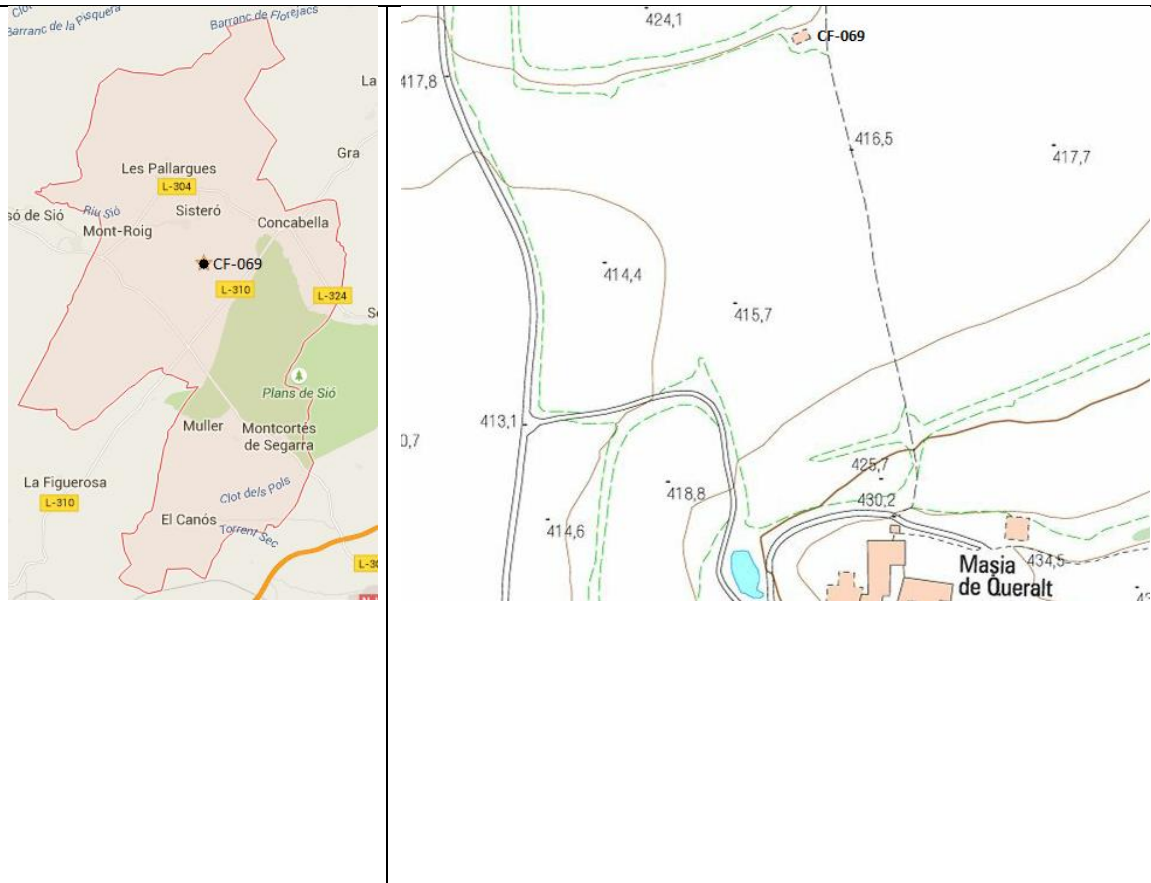 Clot
Barranc de la Pisquera
Barranc de Florejacs
La
Gra
Les Pallargues
L-304
Riu Sió
Sisteró
só de Sió
Mont-Roig
Concabella
CF-069
L-310
L-324
Plans de Sió
Muller
Montcortès
de Segarra
La Figuerosa
L-310
Clot dels Pols
El Canós
Torrent Sec
424,1
CF-069
417,8
416,5
417,7
414,4
415,7
413,1
0,7
425,7
418,8
430,2
414,6
Masia
de Queralt
434,5